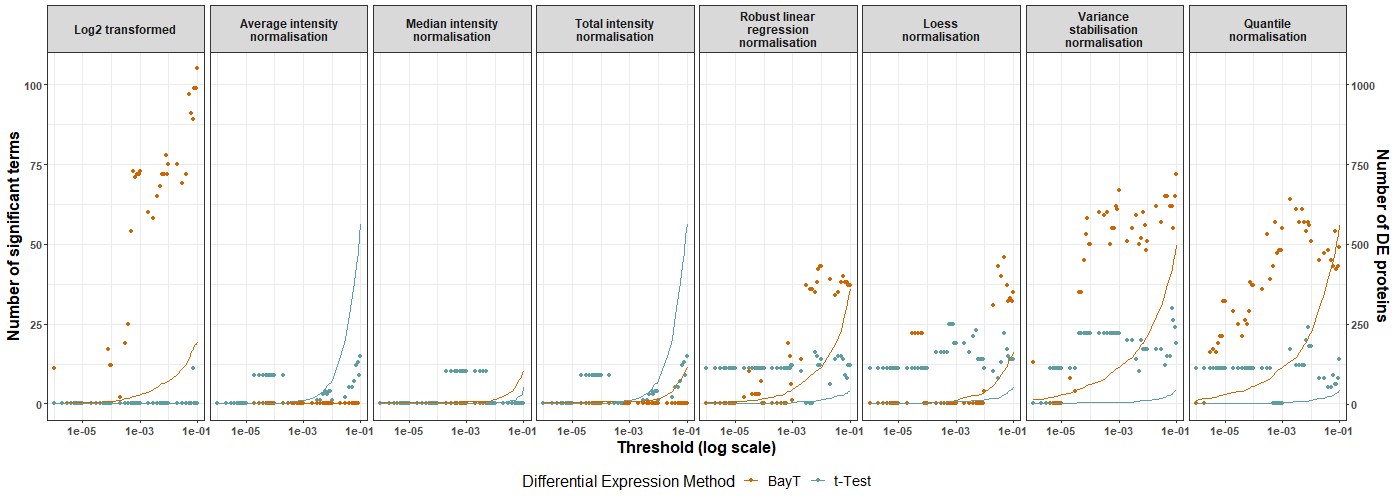 Log2 transformed
Average intensity
normalisation
Median intensity
normalisation
Total intensity
normalisation
Robust linear
regression
normalisation
Loess
normalisation
Variance
stabilisation
normalisation
Quantile
normalisation
Number of significant terms
100
75
50
25
0
1000
750
500
250
0
Number of DE proteins
1e-05 1e-03 1e-01
1e-05 1e-03 1e-01
1e-05 1e-03 1e-01
1e-05 1e-03 1e-01
1e-05 1e-03 1e-01
1e-05 1e-03 1e-01
1e-05 1e-03 1e-01
1e-05 1e-03 1e-01
Threshold (log scale)
Differential Expression Method BayT t-Test